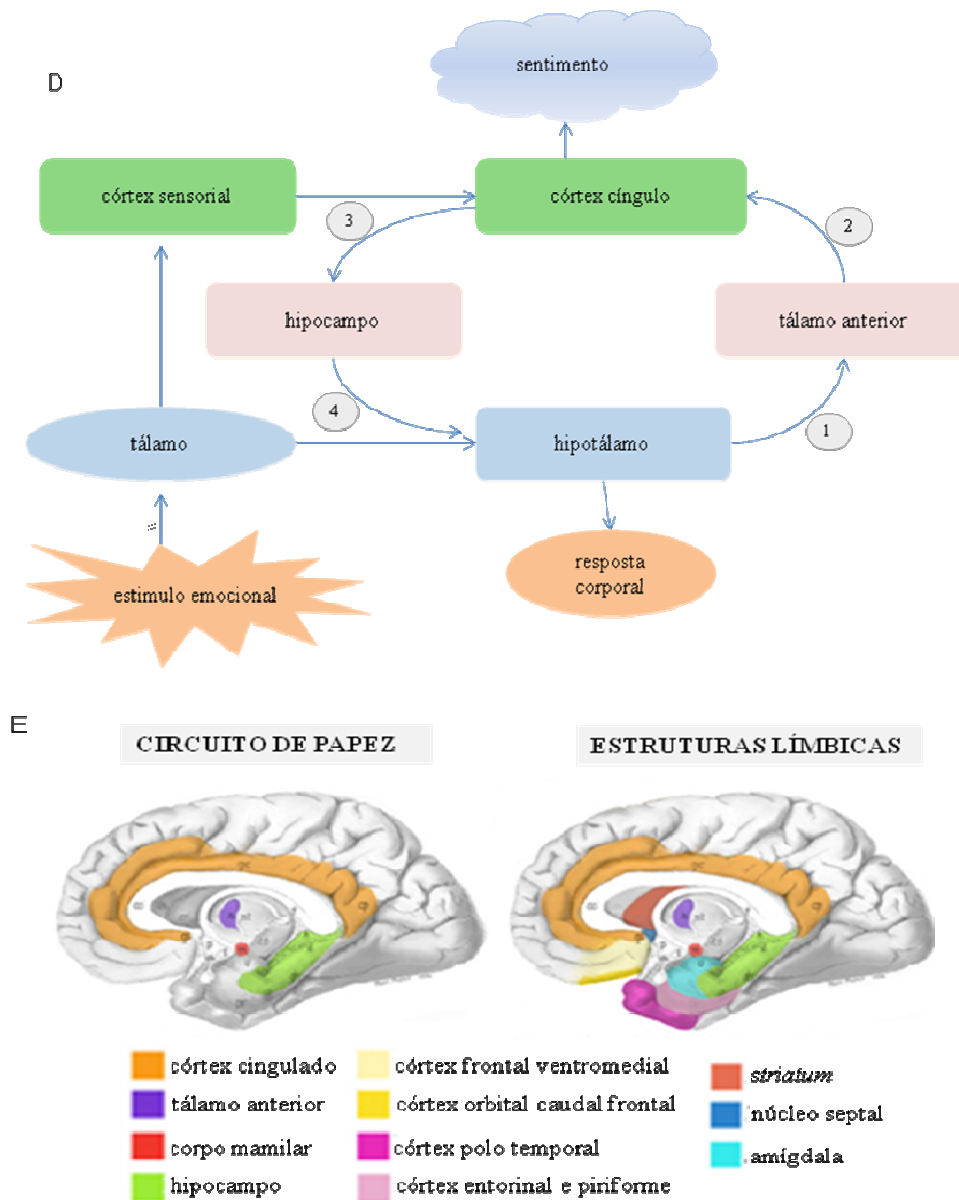 D
sentimento
córtex sensorial
córtex cíngulo
3
2
hipocampo
tálamo anterior
4
1
tálamo
hipotálamo
estimulo emocional
resposta
corporal
E
CIRCUITO DE PAPEZ
ESTRUTURAS LÍMBICAS
córtex cingulado
córtex frontal ventromedial
striatum
tálamo anterior
córtex orbital caudal frontal
núcleo septal
corpo mamilar
córtex polo temporal
amígdala
hipocampo
córtex entorinal e piriforme